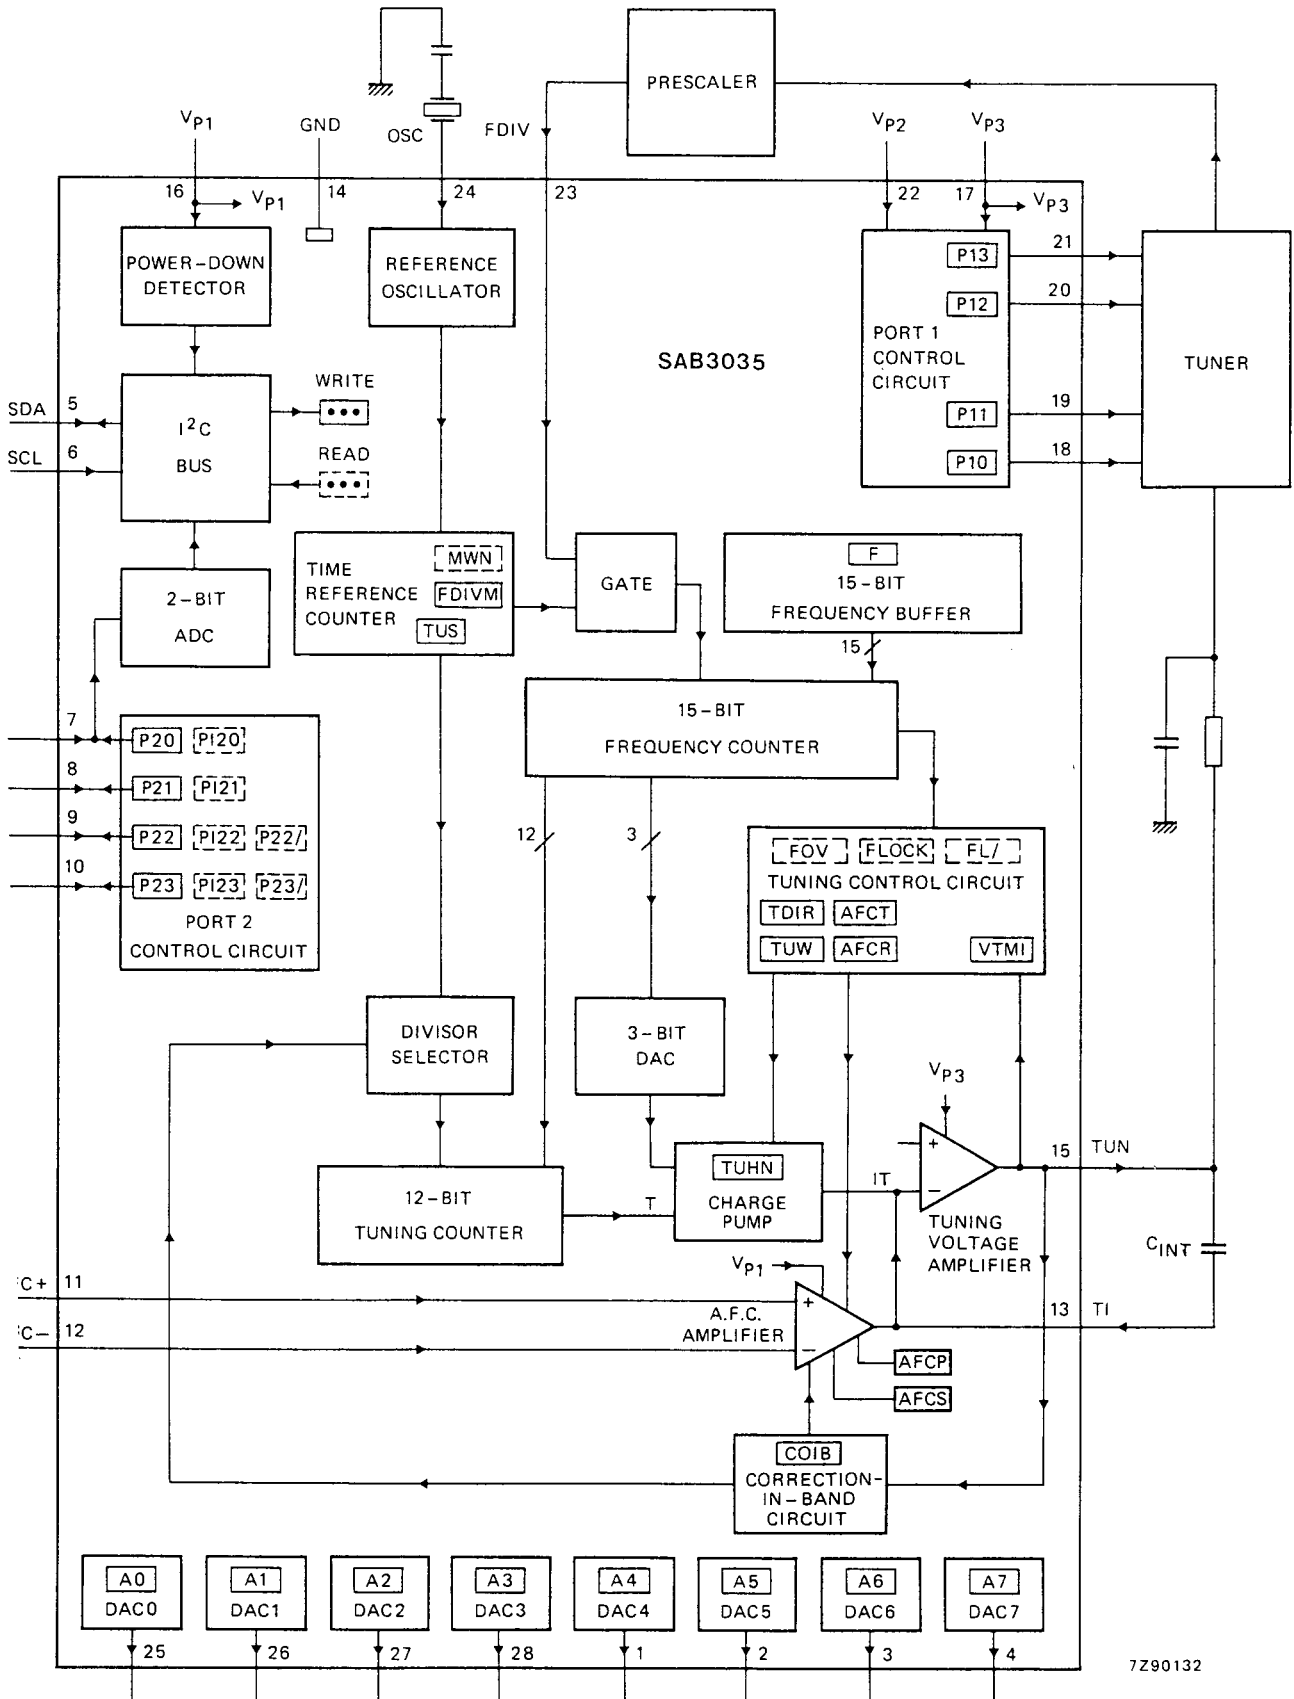 PRESCALER
VP1
GND
OSC
FDIV
VP2
VP3
16
VP1
14
24
23
22
17
VP3
POWER-DOWN
DETECTOR
REFERENCE
OSCILLATOR
SAB3035
P13
P12
PORT 1
CONTROL
CIRCUIT
P11
P10
21
20
19
18
TUNER
SDA
5
SCL
6
I2C
BUS
WRITE
READ
2-BIT
ADC
TIME
REFERENCE
COUNTER
MWN
FDIVM
TUS
GATE
F
15-BIT
FREQUENCY BUFFER
15
15-BIT
FREQUENCY COUNTER
7
8
9
10
P20 PI20
P21 PI21
P22 PI22 P22/
P23 PI23 P23/
PORT 2
CONTROL CIRCUIT
12
3
FOV FLOCK FL/
TUNING CONTROL CIRCUIT
TDIR AFCT
TUW AFCR VTMI
DIVISOR
SELECTOR
3-BIT
DAC
VP3
12-BIT
TUNING COUNTER
T
TUHN
CHARGE
PUMP
IT
+
−
TUNING
VOLTAGE
AMPLIFIER
15 TUN
CINT
C+ 11
C− 12
VP1
A.F.C.
AMPLIFIER
+
−
13 TI
AFCP
AFCS
COIB
CORRECTION-
IN-BAND
CIRCUIT
A0
DAC0
A1
DAC1
A2
DAC2
A3
DAC3
A4
DAC4
A5
DAC5
A6
DAC6
A7
DAC7
25
26
27
28
1
2
3
4
7Z90132